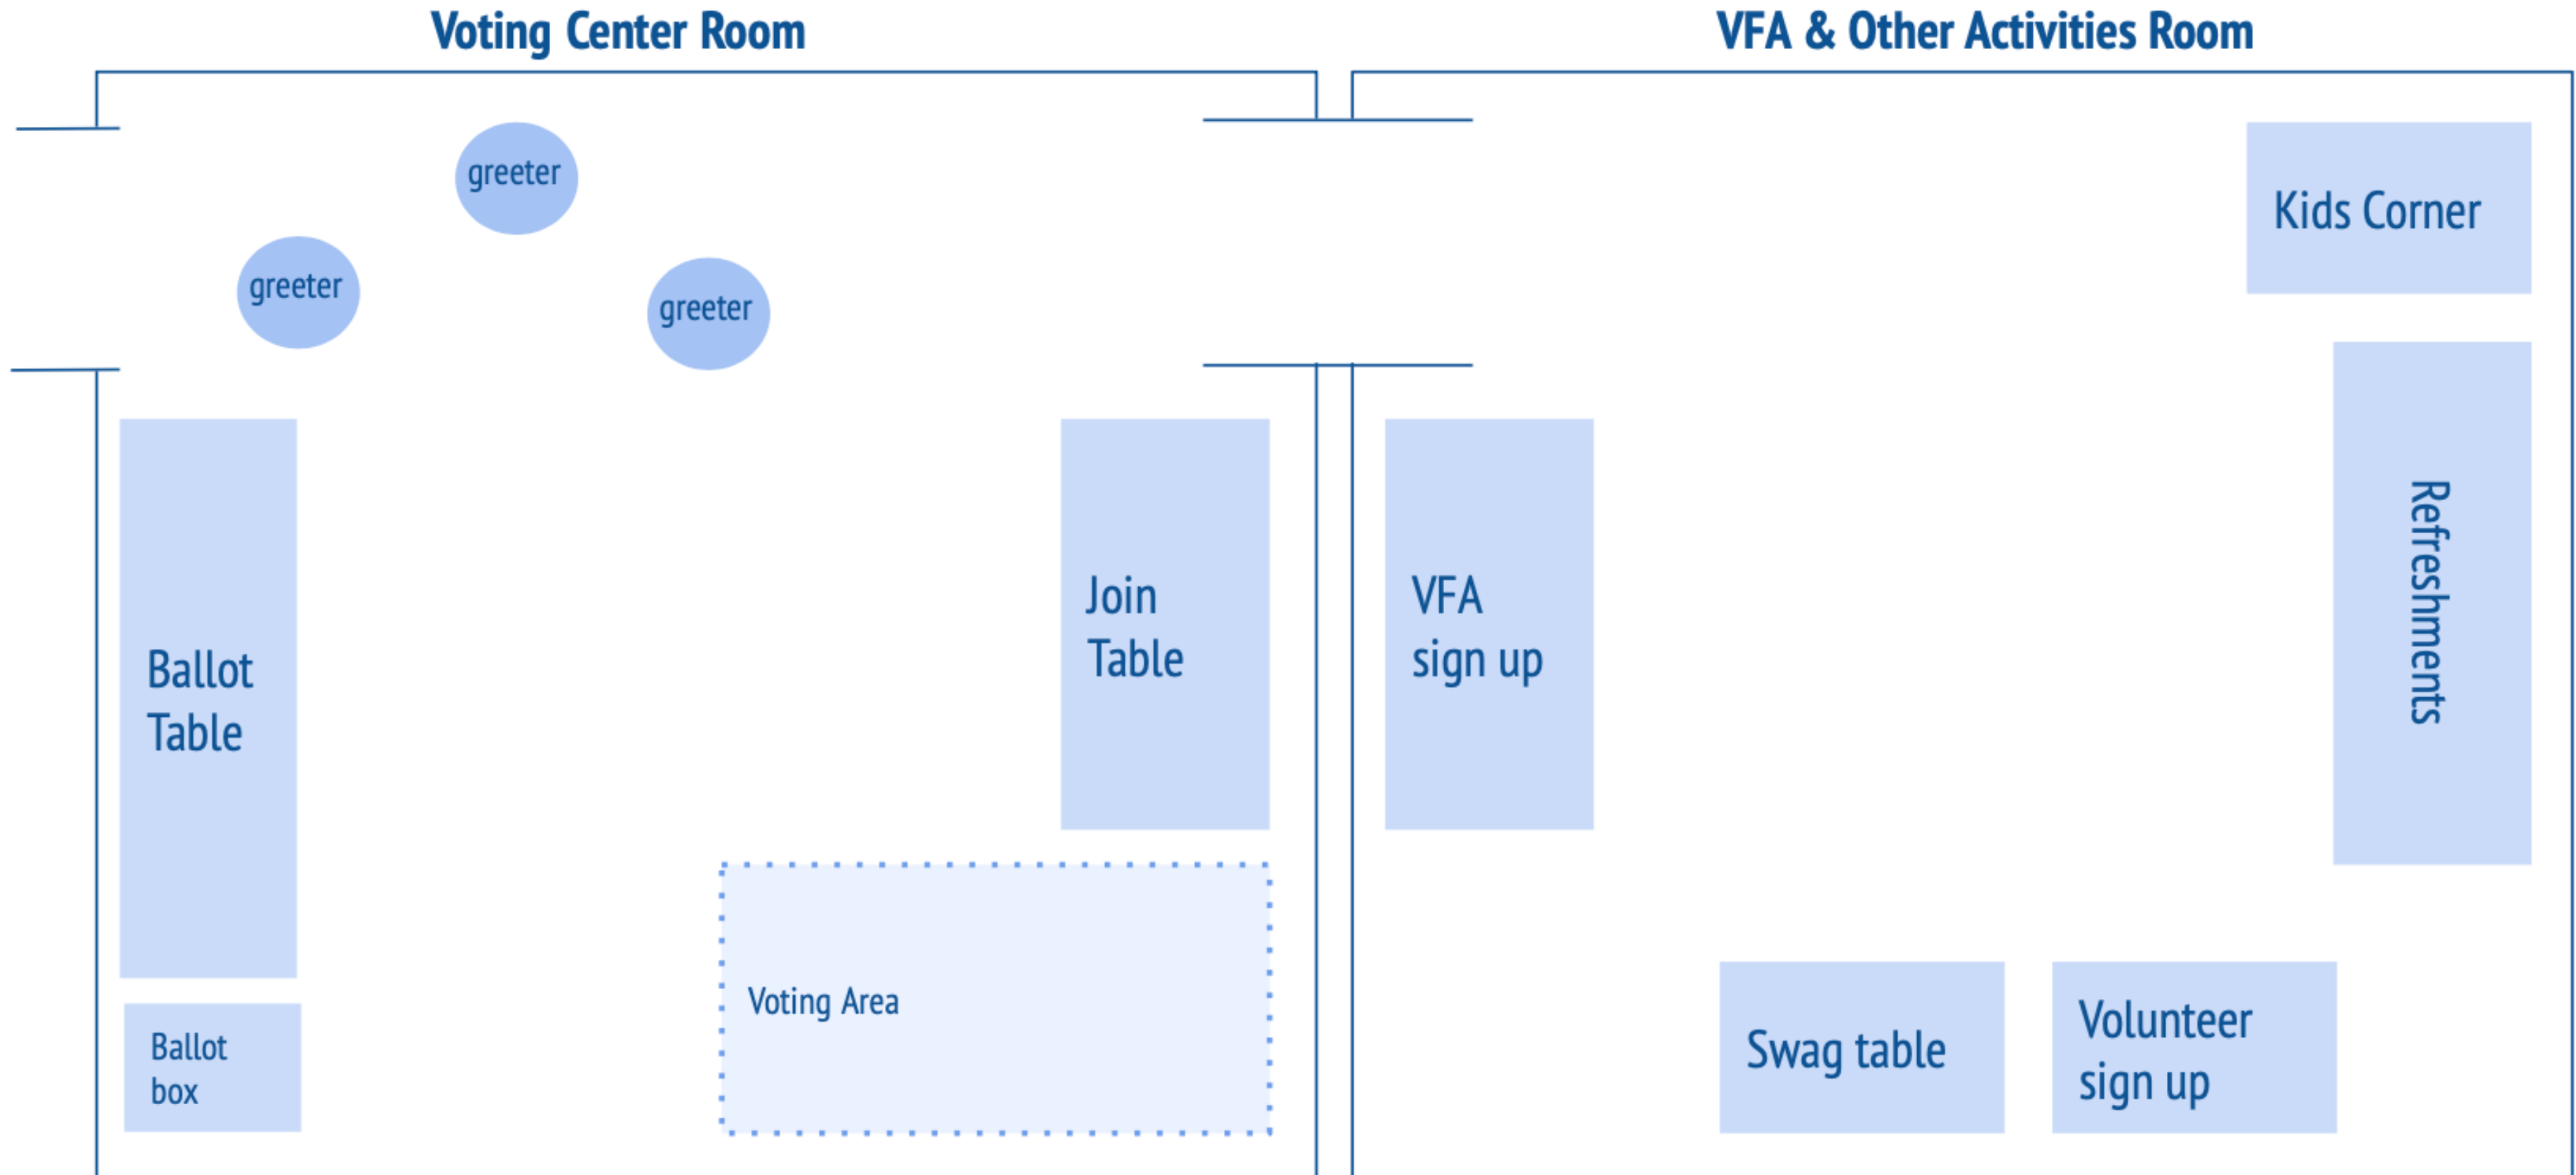 Voting Center Room
VFA & Other Activities Room
greeter
greeter
greeter
Ballot
Table
Ballot
box
Join
Table
Voting Area
VFA
sign up
Kids Corner
Refreshments
Swag table
Volunteer
sign up